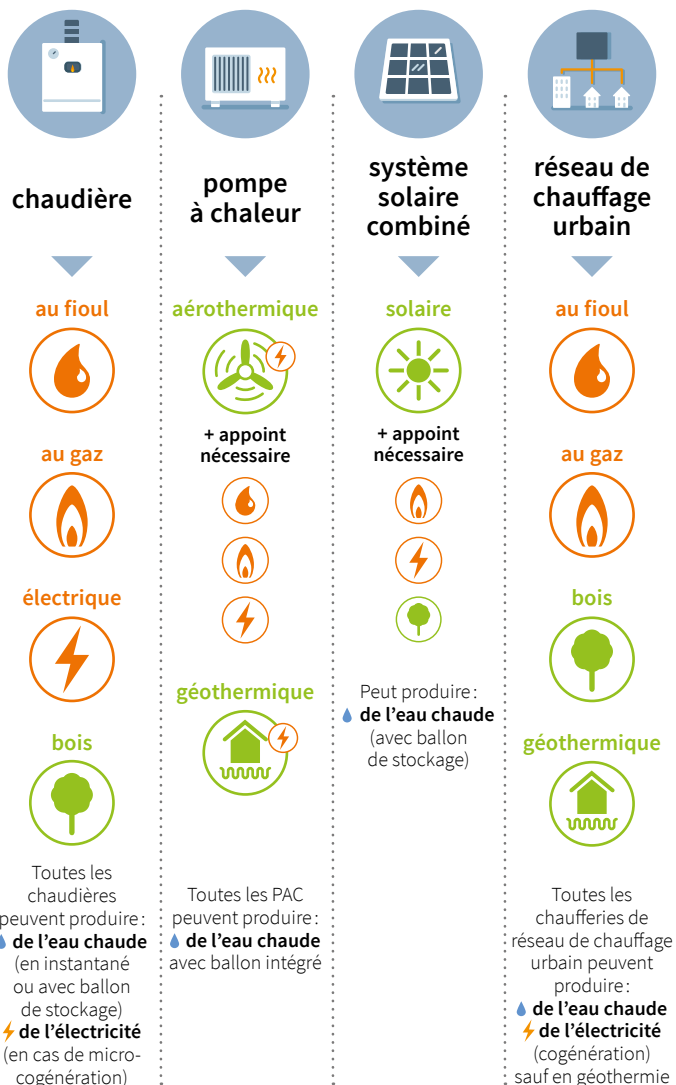 chaudière
au fioul
au gaz
électrique
bois
Toutes les
chaudières
peuvent produire :
de l'eau chaude
(en instantané
ou avec ballon
de stockage)
de l'électricité
(en cas de micro-
cogénération)
pompe
à chaleur
aérothermique
+ appoint
nécessaire
géothermique
Toutes les PAC
peuvent produire :
de l'eau chaude
avec ballon intégré
système
solaire
combiné
solaire
+ appoint
nécessaire
Peut produire :
de l'eau chaude
(avec ballon
de stockage)
réseau de
chauffage
urbain
au fioul
au gaz
bois
géothermique
Toutes les
chaufferies de
réseau de chauffage
urbain peuvent
produire :
de l'eau chaude
de l'électricité
(cogénération)
sauf en géothermie